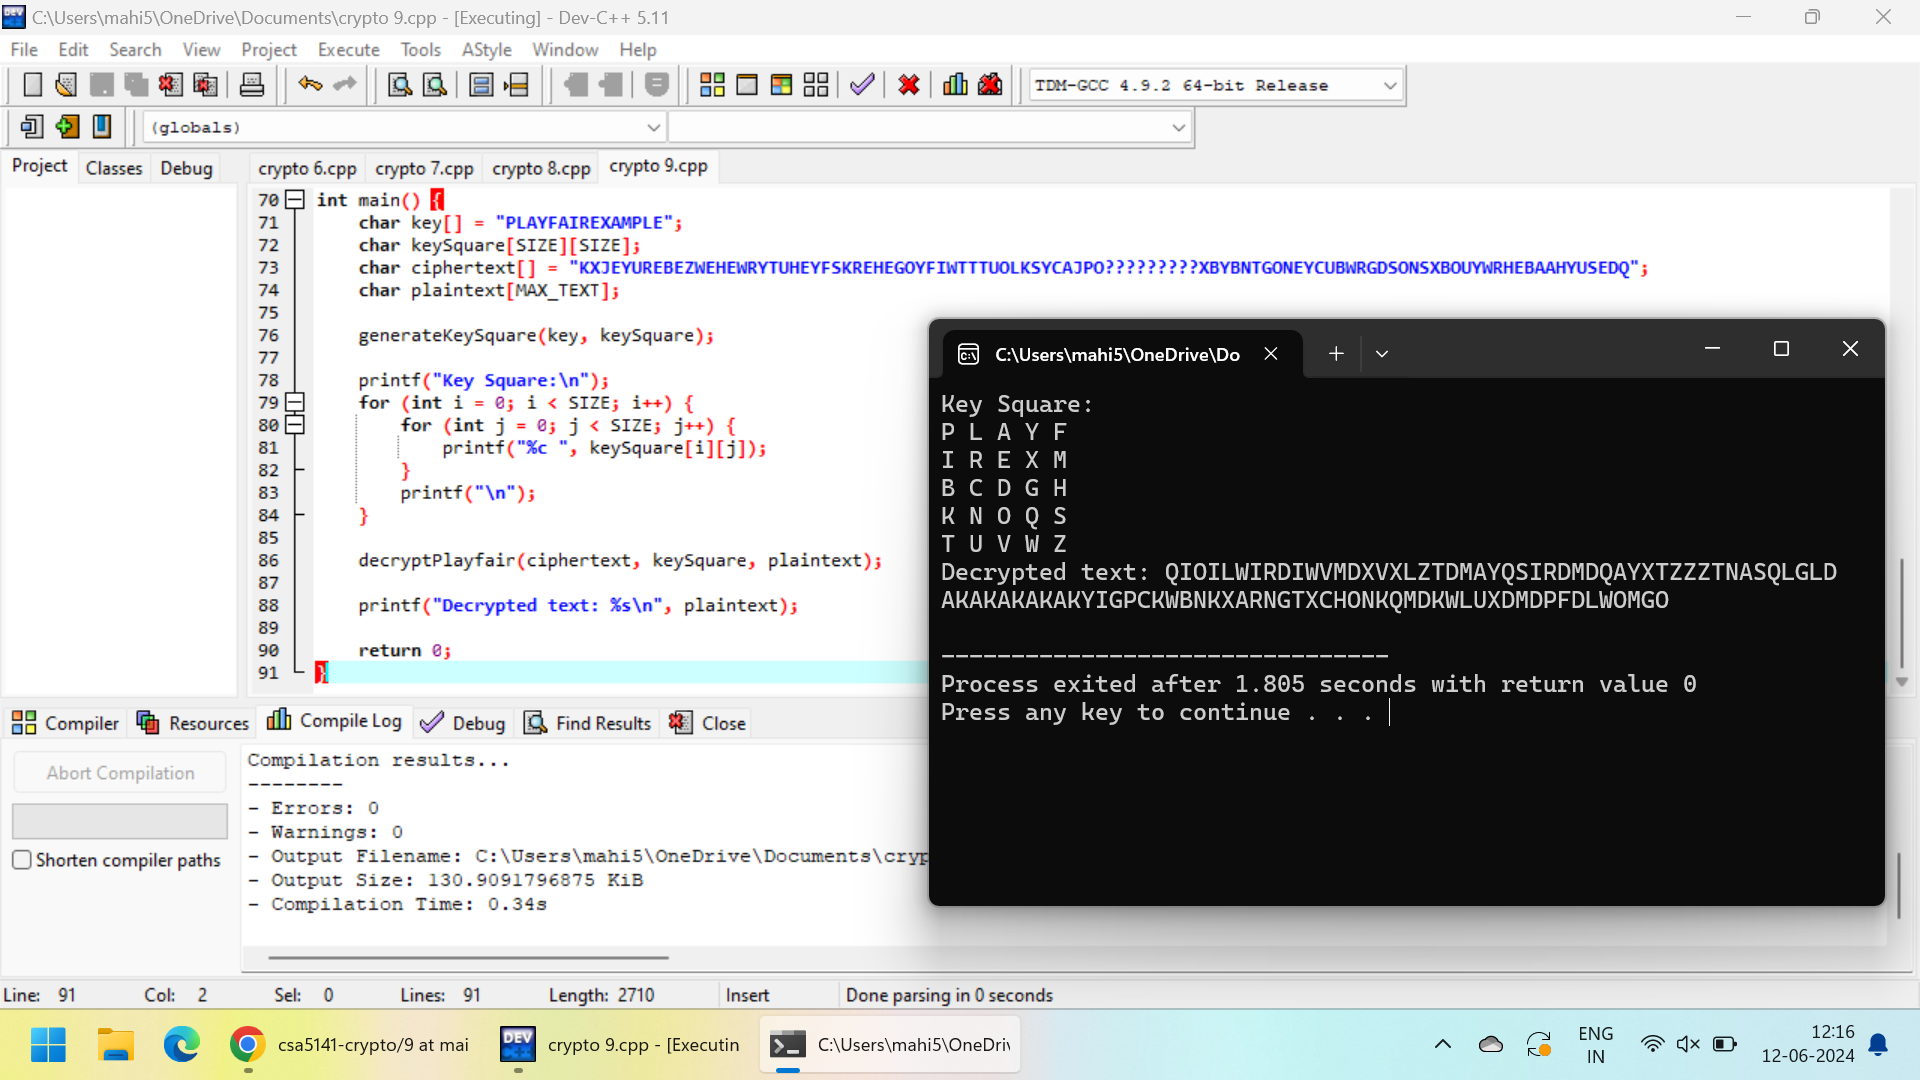 C:\Users\mahi5\OneDrive\Documents\crypto 9.cpp - [Executing] - Dev-C++ 5.11
File Edit Search View Project Execute Tools AStyle Window Help
TDM-GCC 4.9.2 64-bit Release
(globals)
Project Classes Debug
crypto 6.cpp crypto 7.cpp crypto 8.cpp crypto 9.cpp
70 int main() {
71 char key[] = "PLAYFAIREXAMPLE";
72 char keySquare[SIZE][SIZE];
73 char ciphertext[] = "KXJEYUREBEZWEHEWRYTUHEYFSKREHEGOYFIWTTTUOLKSYCAJPO?????????XBYBNTGONEYCUBWRGDSONSXBOUYWRHEBAAHYUSEDQ";
74 char plaintext[MAX_TEXT];
75
76 generateKeySquare(key, keySquare);
77
78 printf("Key Square:\n");
79 for (int i = 0; i < SIZE; i++) {
80 for (int j = 0; j < SIZE; j++) {
81 printf("%c ", keySquare[i][j]);
82 }
83 printf("\n");
84 }
85
86 decryptPlayfair(ciphertext, keySquare, plaintext);
87
88 printf("Decrypted text: %s\n", plaintext);
89
90 return 0;
91 }
C:\Users\mahi5\OneDrive\Do
Key Square:
P L A Y F
I R E X M
B C D G H
K N O Q S
T U V W Z
Decrypted text: QIOILWIRDIWVMDXVXLZTDMAYQSIRDMDQAYXTZZZTNASQLGLD
AKAKAKAKAKYIGPCKWBNKXARNGTXCHONKQMDKWLUXDMDPFDLWOMGO
--------------------------------
Process exited after 1.805 seconds with return value 0
Press any key to continue . . .
Compiler Resources Compile Log Debug Find Results Close
Abort Compilation
Shorten compiler paths
Compilation results...
--------
- Errors: 0
- Warnings: 0
- Output Filename: C:\Users\mahi5\OneDrive\Documents\cryp
- Output Size: 130.9091796875 KiB
- Compilation Time: 0.34s
Line: 91 Col: 2 Sel: 0 Lines: 91 Length: 2710 Insert Done parsing in 0 seconds
csa5141-crypto/9 at mai
DEV
crypto 9.cpp - [Executin
C:\Users\mahi5\OneDriv
ENG
IN
12:16
12-06-2024